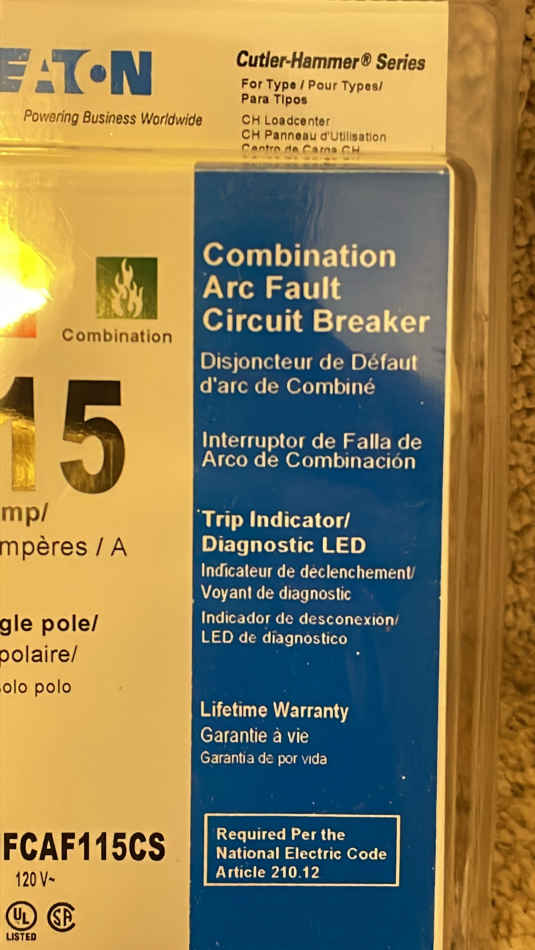 EATON
Powering Business Worldwide
Cutler-Hammer® Series
For Type / Pour Types/
Para Tipos
CH Loadcenter
CH Panneau d'Utilisation
Centro de Carga CH
Combination
15
mp/
mpères / A
gle pole/
polaire/
solo polo
FCAF115CS
120 V~
UL
LISTED
Combination
Arc Fault
Circuit Breaker
Disjoncteur de Défaut
d'arc de Combiné
Interruptor de Falla de
Arco de Combinación
Trip Indicator/
Diagnostic LED
Indicateur de déclenchement/
Voyant de diagnostic
Indicador de desconexión/
LED de diagnostico
Lifetime Warranty
Garantie à vie
Garantía de por vida
Required Per the
National Electric Code
Article 210.12